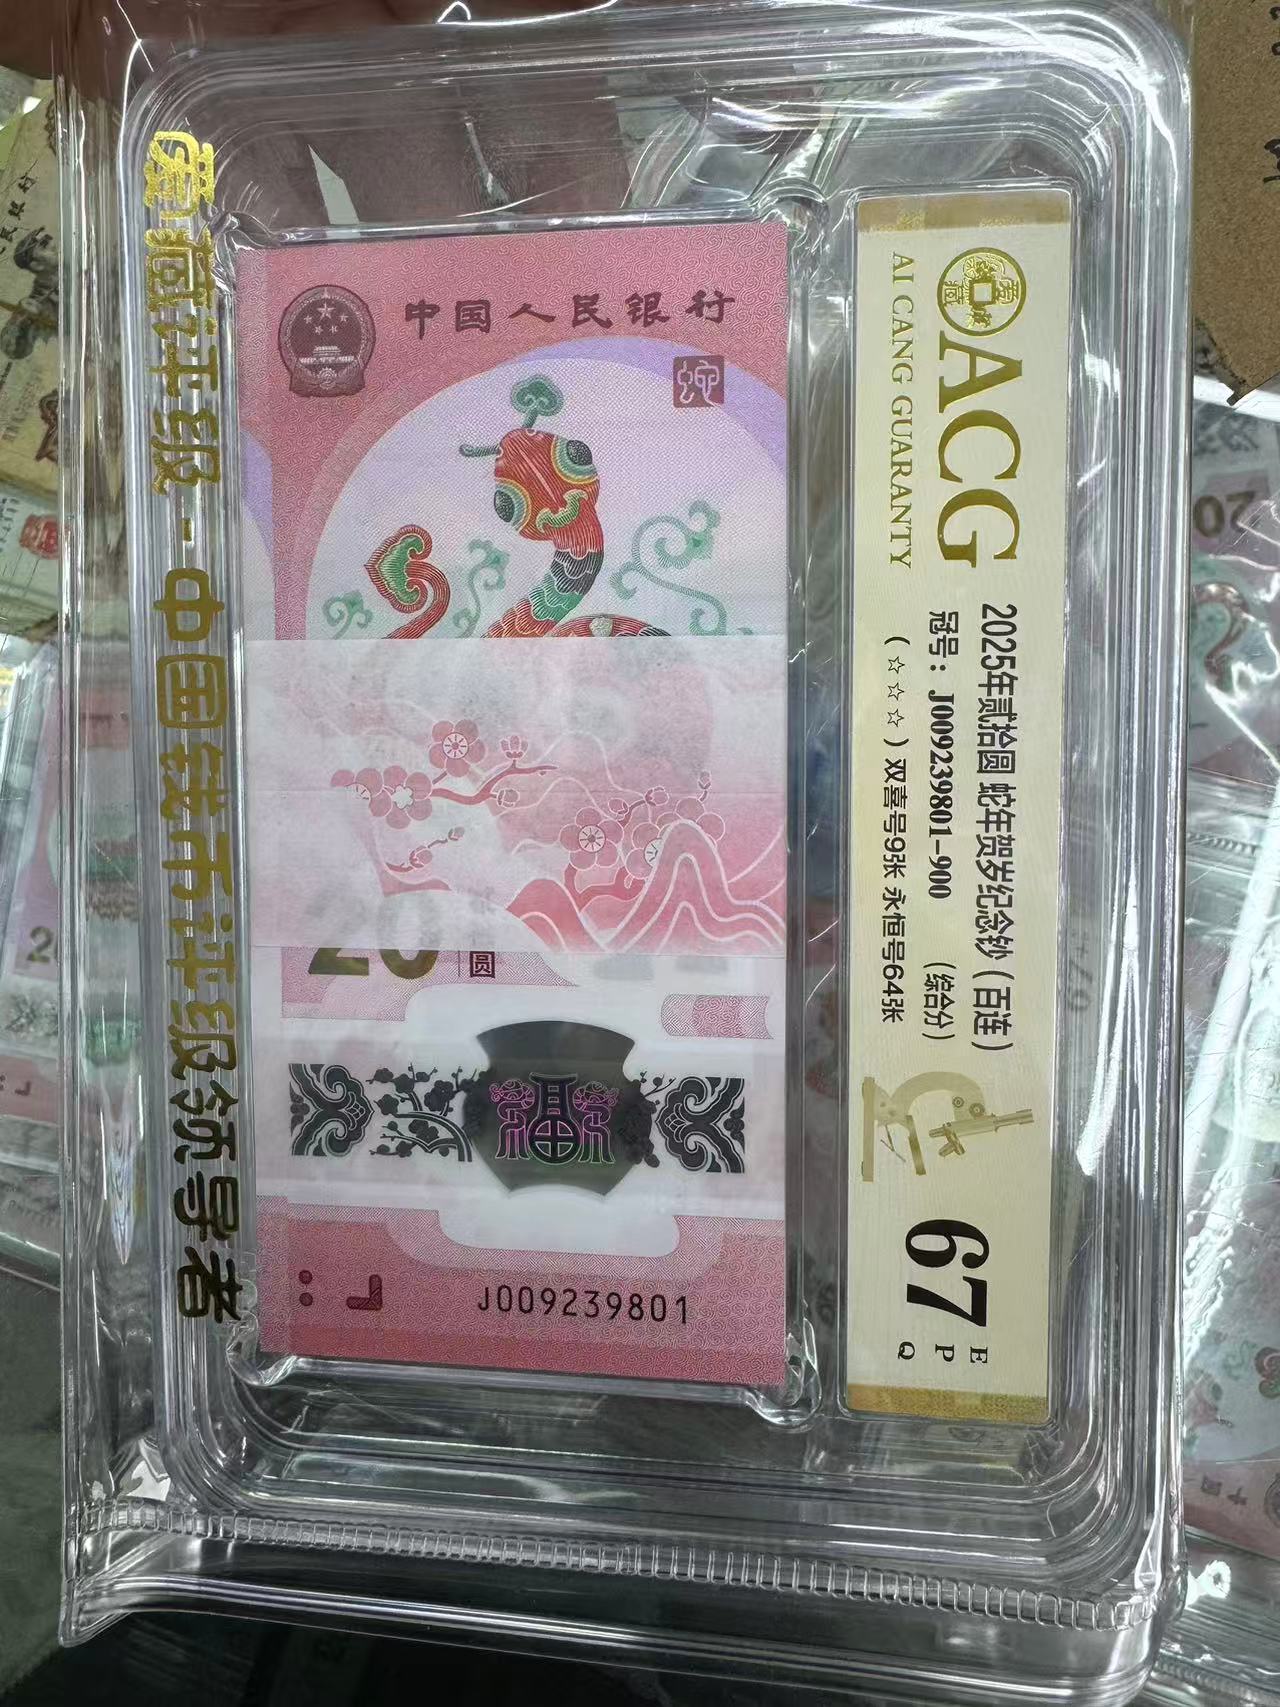 爱藏评级-中国钱币评级领导者
中国人民银行
蛇
20
圆
福
J009239801
ACG
AI CANG GUARANTY
2025年贰拾圆 蛇年贺岁纪念钞(百连)
冠号:J009239801-900 (综合分)
(☆☆☆)双喜号9张 永恒号64张
67
E
P
Q
20